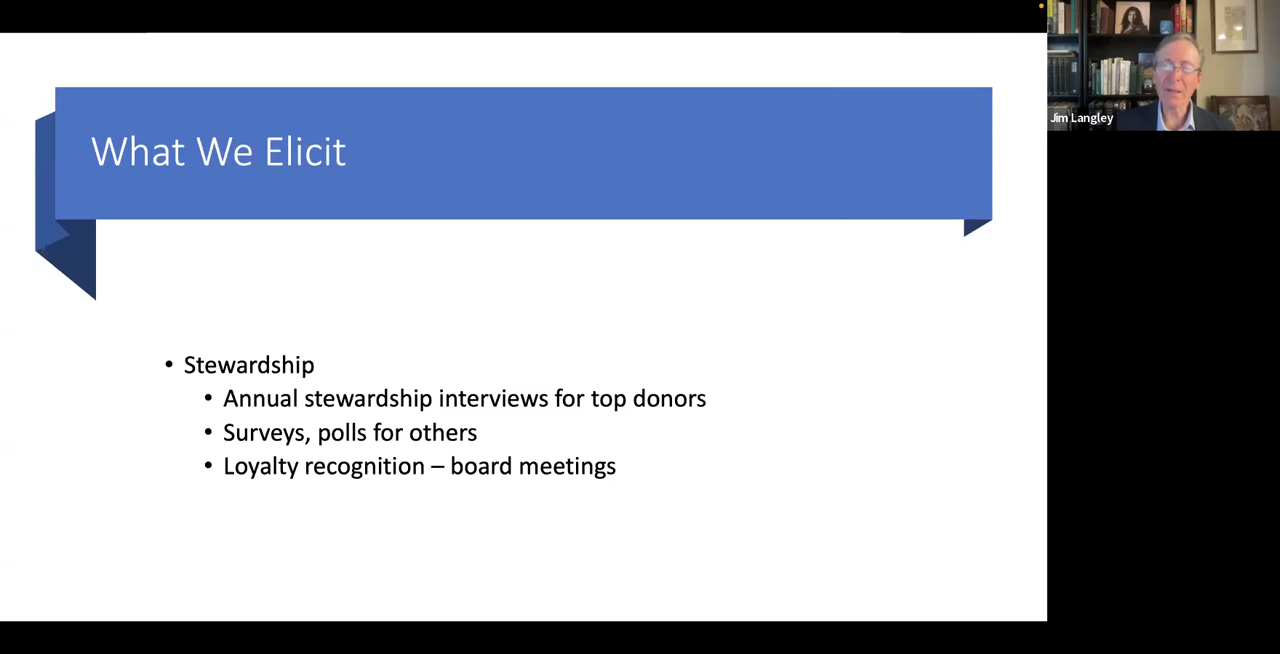 What We Elicit
• Stewardship
• Annual stewardship interviews for top donors
• Surveys, polls for others
• Loyalty recognition – board meetings
Jim Langley